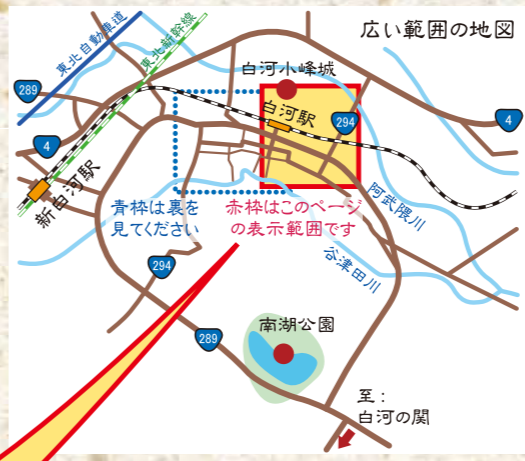 広い範囲の地図
東北自動車道
東北新幹線
289
白河小峰城
白河駅
294
4
4
新白河駅
青枠は裏を
見てください
赤枠はこのページ
の表示範囲です
阿武隈川
谷津田川
294
289
南湖公園
至:
白河の関